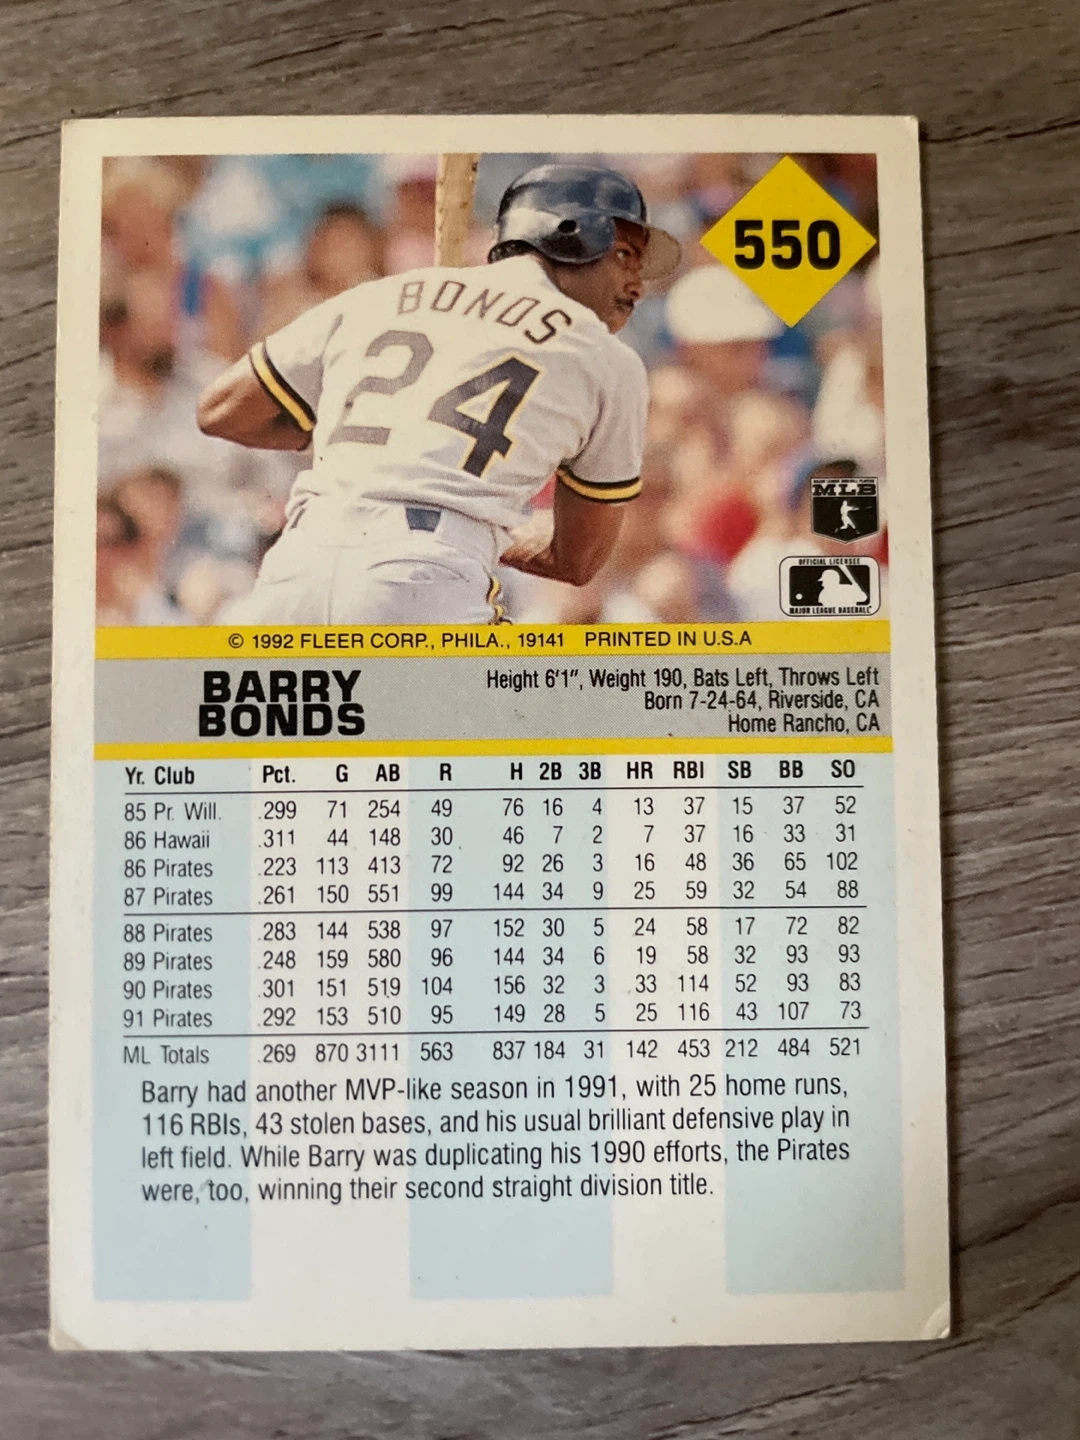 550
BONDS
24
MLB
OFFICIAL LICENSEE
MAJOR LEAGUE BASEBALL
© 1992 FLEER CORP., PHILA., 19141 PRINTED IN U.S.A
BARRY
BONDS
Height 6'1", Weight 190, Bats Left, Throws Left
Born 7-24-64, Riverside, CA
Home Rancho, CA
Yr. Club Pct. G AB R H 2B 3B HR RBI SB BB SO
85 Pr. Will. .299 71 254 49 76 16 4 13 37 15 37 52
86 Hawaii .311 44 148 30 46 7 2 7 37 16 33 31
86 Pirates .223 113 413 72 92 26 3 16 48 36 65 102
87 Pirates .261 150 551 99 144 34 9 25 59 32 54 88
88 Pirates .283 144 538 97 152 30 5 24 58 17 72 82
89 Pirates .248 159 580 96 144 34 6 19 58 32 93 93
90 Pirates .301 151 519 104 156 32 3 33 114 52 93 83
91 Pirates .292 153 510 95 149 28 5 25 116 43 107 73
ML Totals .269 870 3111 563 837 184 31 142 453 212 484 521
Barry had another MVP-like season in 1991, with 25 home runs,
116 RBIs, 43 stolen bases, and his usual brilliant defensive play in
left field. While Barry was duplicating his 1990 efforts, the Pirates
were, too, winning their second straight division title.